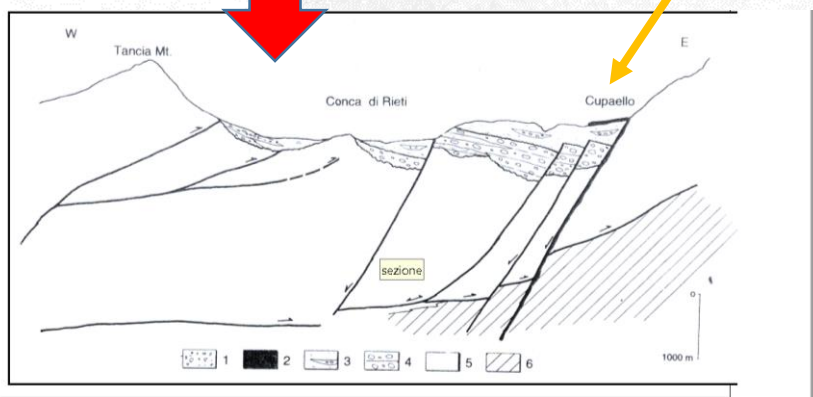 W
E
Tancia Mt.
Conca di Rieti
Cupaello
sezione
0
1000 m
1
2
3
4
5
6